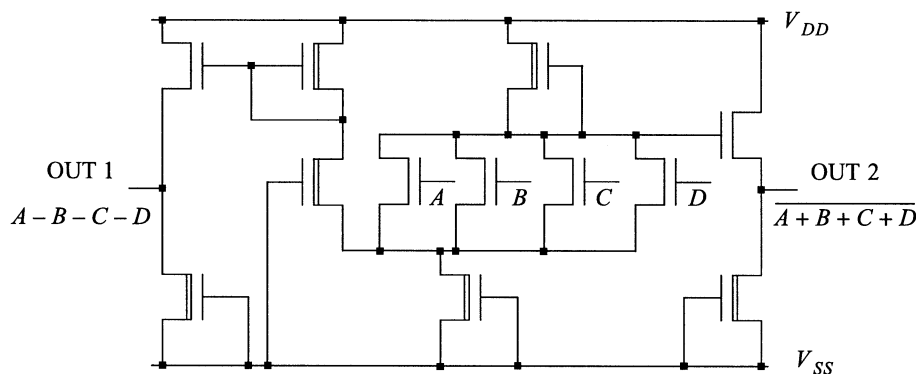 V_DD
OUT 1
A – B – C – D
A
B
C
D
OUT 2
A + B + C + D
V_SS